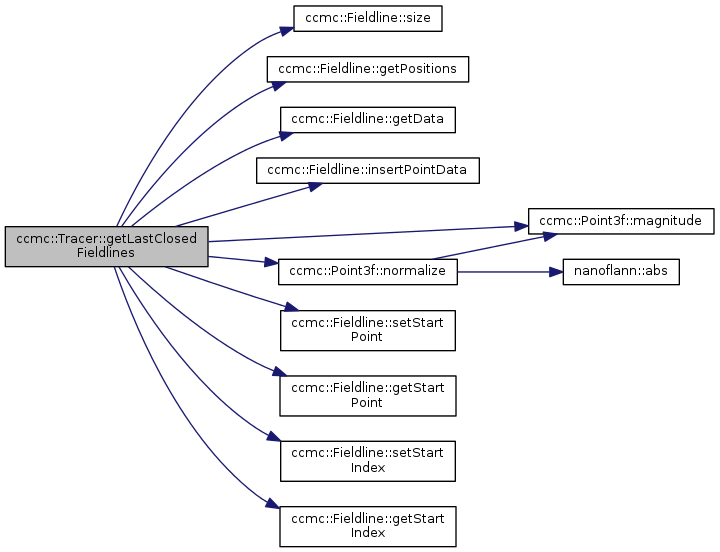 ccmc::Fieldline::size
ccmc::Fieldline::getPositions
ccmc::Fieldline::getData
ccmc::Fieldline::insertPointData
ccmc::Point3f::magnitude
ccmc::Tracer::getLastClosed
Fieldlines
ccmc::Point3f::normalize
nanoflann::abs
ccmc::Fieldline::setStart
Point
ccmc::Fieldline::getStart
Point
ccmc::Fieldline::setStart
Index
ccmc::Fieldline::getStart
Index